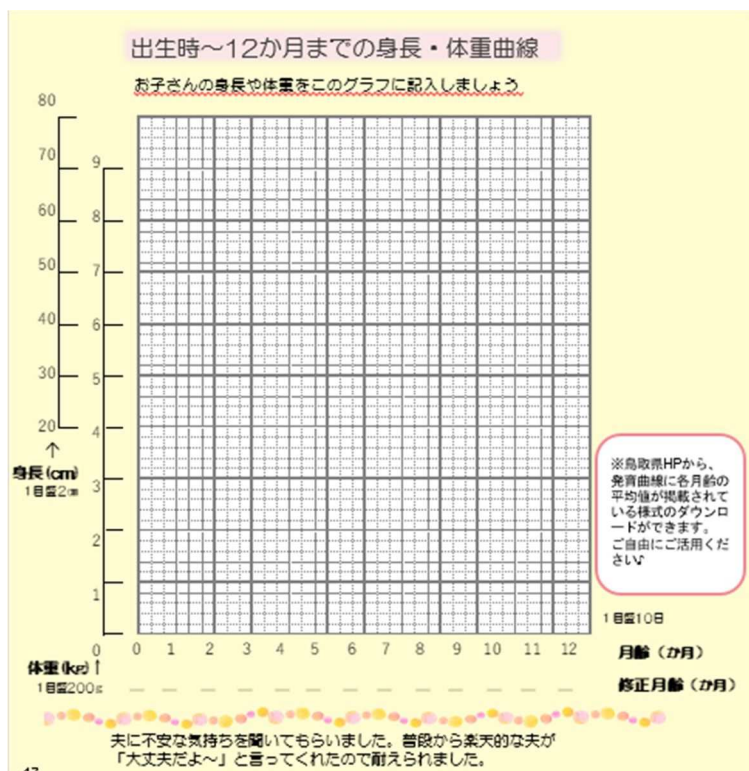 出生時～12か月までの身長・体重曲線
お子さんの身長や体重をこのグラフに記入しましょう
80
70
60
50
40
30
20
↑
身長(cm)
1目盛2㎝
9
8
7
6
5
4
3
2
1
0
体重(kg)↑
1目盛200g
0 1 2 3 4 5 6 7 8 9 10 11 12
1目盛10日
月齢（か月）
修正月齢（か月）
※鳥取県HPから、
発育曲線に各月齢の
平均値が掲載されて
いる様式のダウンロ
ードができます。
ご自由にご活用くだ
さい♪
夫に不安な気持ちを聞いてもらいました。普段から楽天的な夫が
「大丈夫だよ～」と言ってくれたので耐えられました。